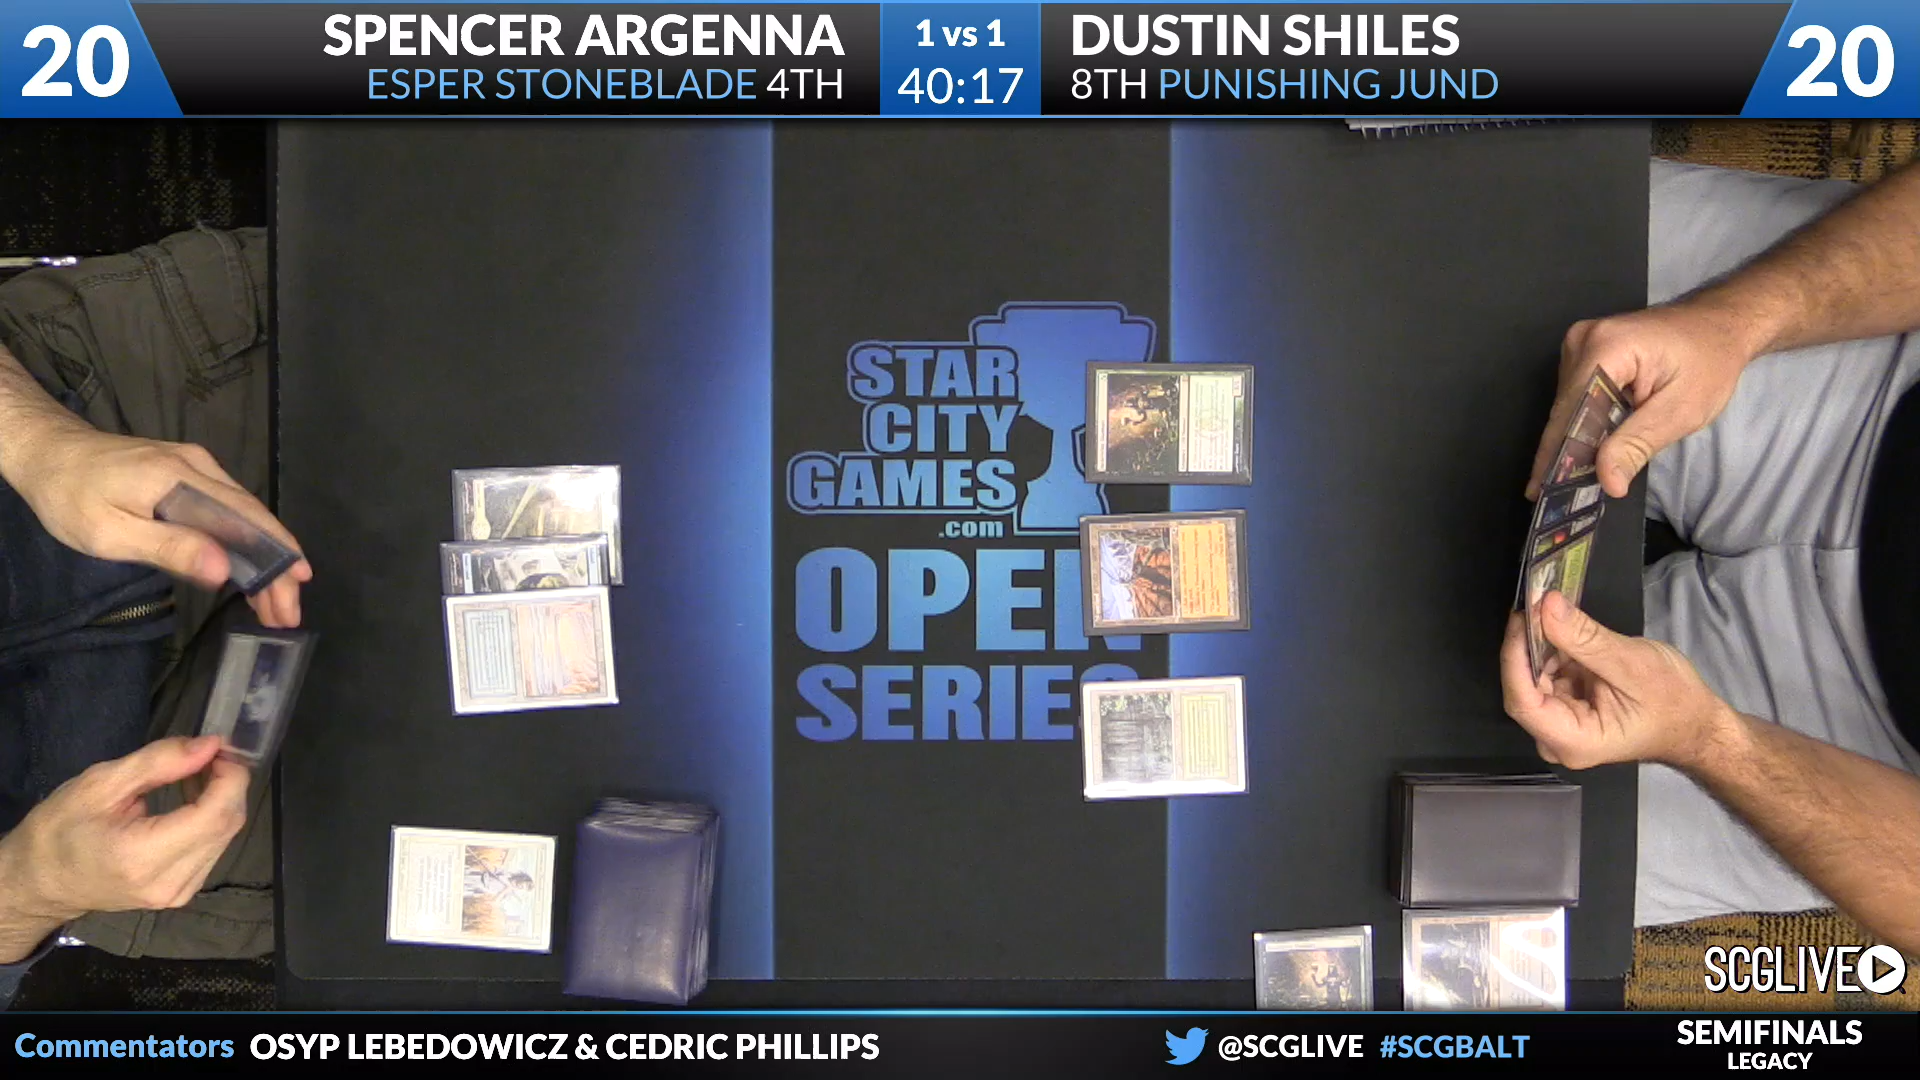 20
SPENCER ARGENNA
ESPER STONEBLADE 4TH
1 vs 1
40:17
DUSTIN SHILES
8TH PUNISHING JUND
20
STAR
CITY
GAMES
.com
OPEN
SERIES
SCGLIVE
Commentators OSYP LEBEDOWICZ & CEDRIC PHILLIPS
@SCGLIVE #SCGBALT
SEMIFINALS
LEGACY